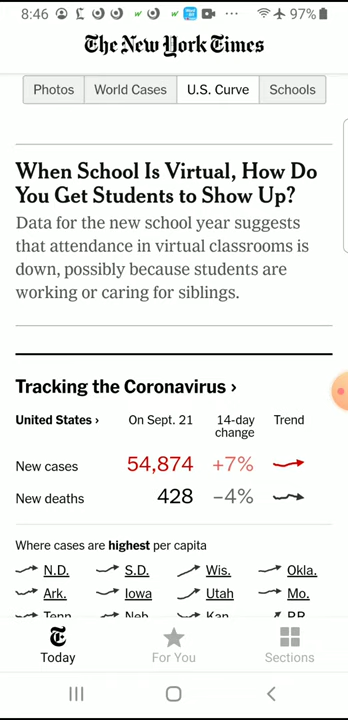 8:46 97%
The New York Times
Photos World Cases U.S. Curve Schools
When School Is Virtual, How Do
You Get Students to Show Up?
Data for the new school year suggests
that attendance in virtual classrooms is
down, possibly because students are
working or caring for siblings.
Tracking the Coronavirus ›
United States › On Sept. 21 14-day change Trend
New cases 54,874 +7%
New deaths 428 –4%
Where cases are highest per capita
N.D. S.D. Wis. Okla.
Ark. Iowa Utah Mo.
Tenn. Neb. Kan. P.R.
Today For You Sections